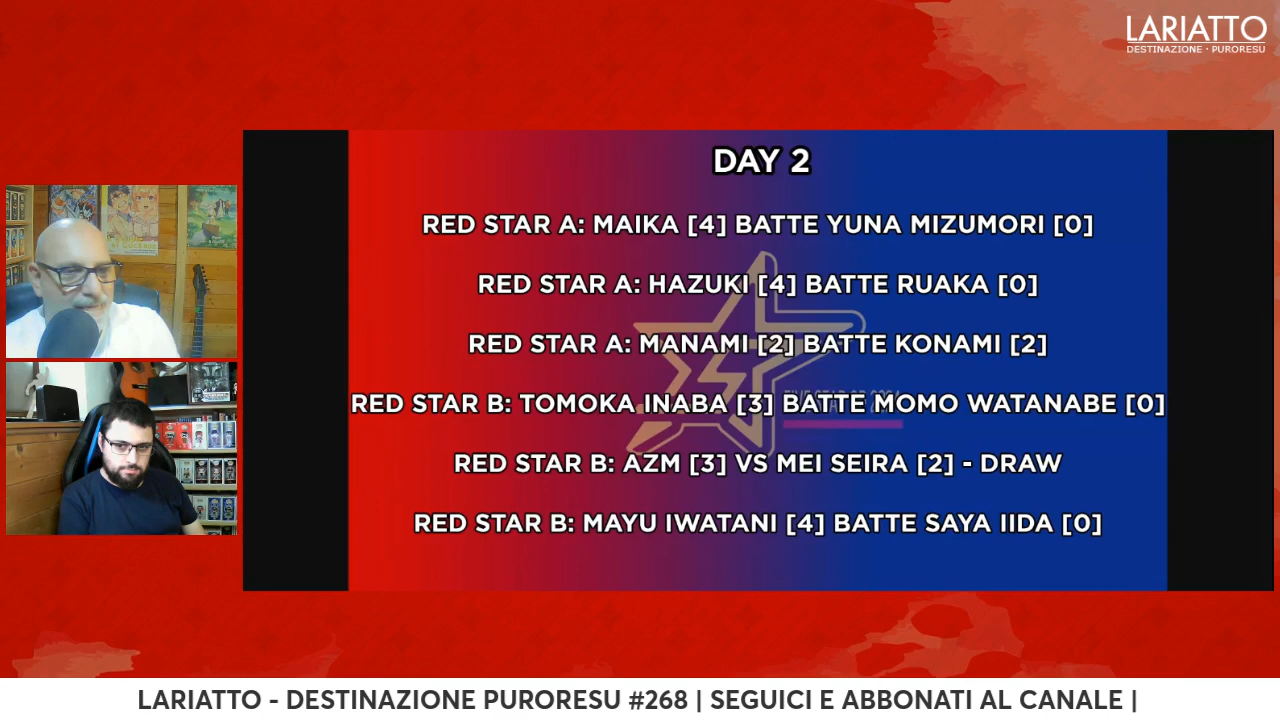 LARIATTO
DESTINAZIONE • PURORESU
DAY 2
RED STAR A: MAIKA [4] BATTE YUNA MIZUMORI [0]
RED STAR A: HAZUKI [4] BATTE RUAKA [0]
RED STAR A: MANAMI [2] BATTE KONAMI [2]
RED STAR B: TOMOKA INABA [3] BATTE MOMO WATANABE [0]
RED STAR B: AZM [3] VS MEI SEIRA [2] - DRAW
RED STAR B: MAYU IWATANI [4] BATTE SAYA IIDA [0]
LARIATTO - DESTINAZIONE PURORESU #268 | SEGUICI E ABBONATI AL CANALE |